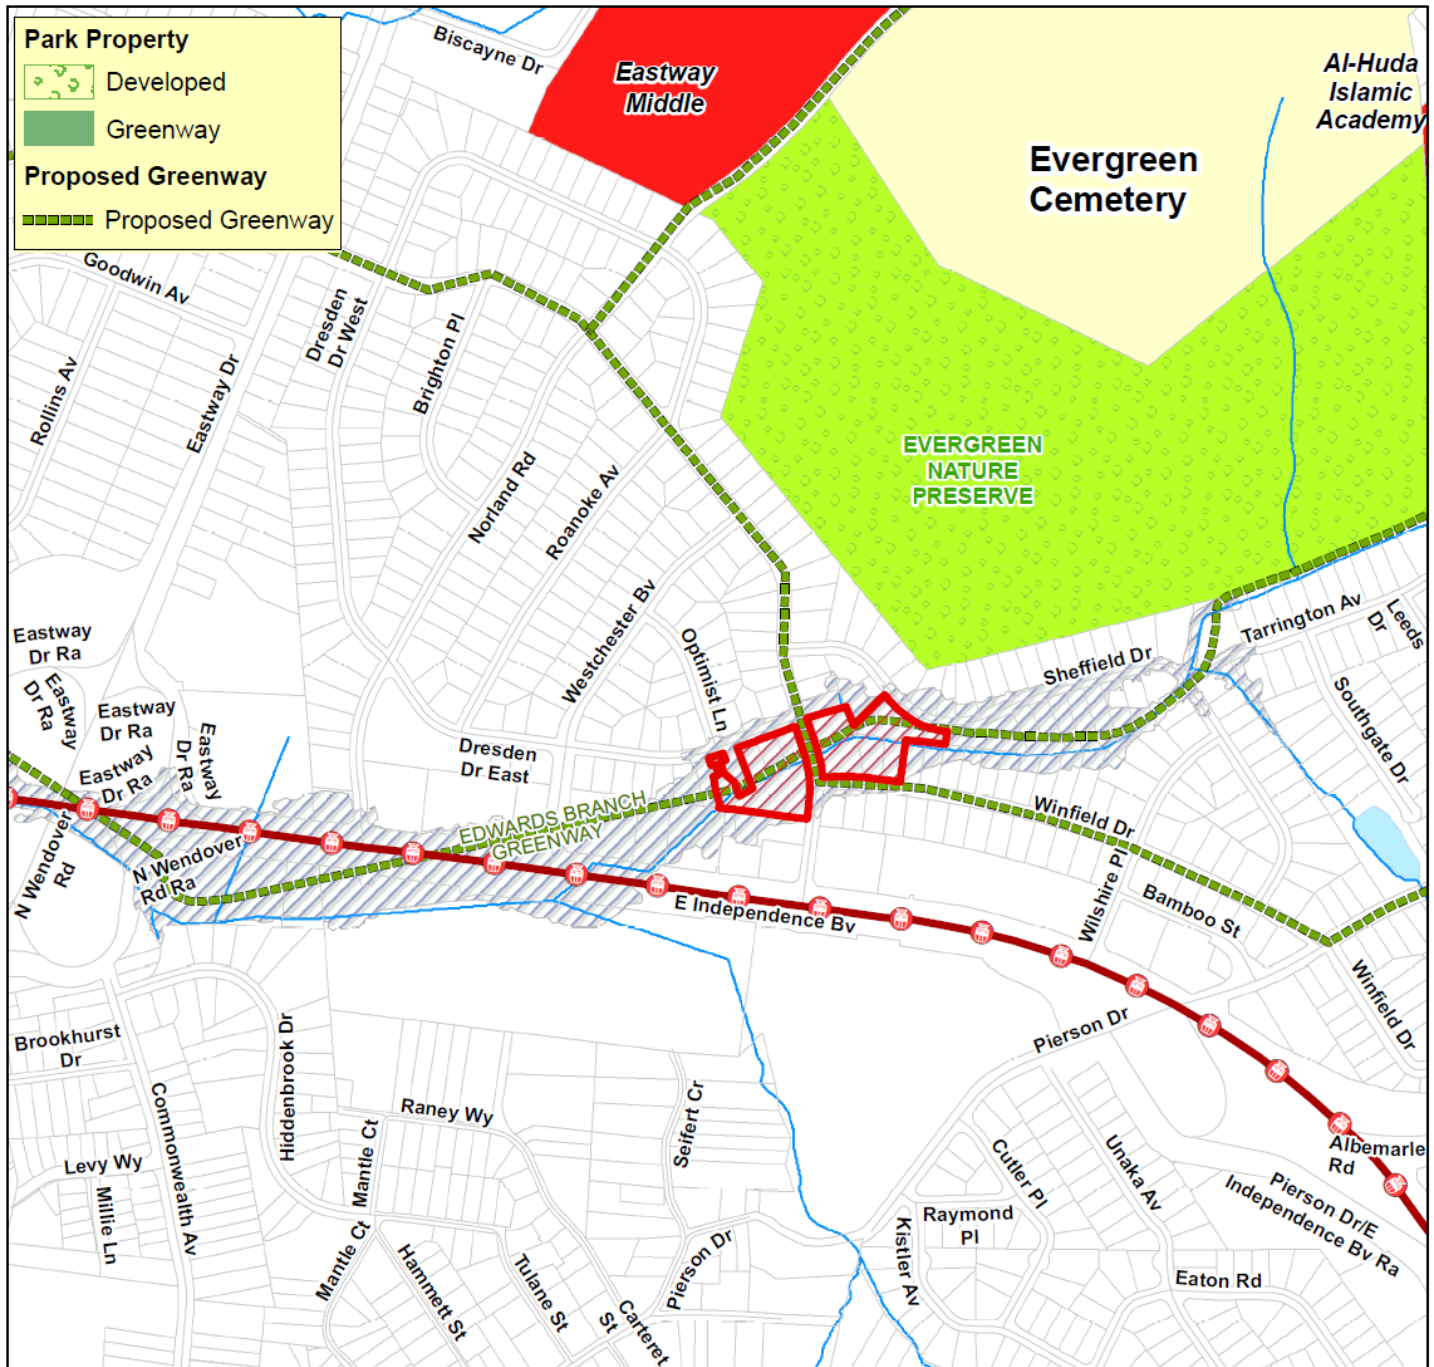 Park Property
Developed
Greenway
Proposed Greenway
Proposed Greenway
Biscayne Dr
Eastway
Middle
Al-Huda
Islamic
Academy
Evergreen
Cemetery
Goodwin Av
Rollins Av
Eastway Dr
Dresden
Dr West
Brighton Pl
Norland Rd
Roanoke Av
Westchester Bv
Optimist Ln
EVERGREEN
NATURE
PRESERVE
Sheffield Dr
Tarrington Av
Leeds
Dr
Southgate Dr
Eastway
Dr Ra
Eastway
Dr Ra
Eastway
Dr Ra
Eastway
Dr Ra
Eastway
Dr Ra
Dresden
Dr East
EDWARDS BRANCH
GREENWAY
N Wendover
Rd
N Wendover
Rd Ra
E Independence Bv
Winfield Dr
Wilshire Pl
Bamboo St
Winfield Dr
Pierson Dr
Brookhurst
Dr
Commonwealth Av
Hiddenbrook Dr
Levy Wy
Millie Ln
Raney Wy
Mantle Ct
Mantle Ct
Hammett St
Tulane St
Carteret
St
Seifert Cr
Pierson Dr
Cutler Pl
Unaka Av
Raymond
Pl
Kistler Av
Eaton Rd
Albemarle
Rd
Pierson Dr/E
Independence Bv Ra